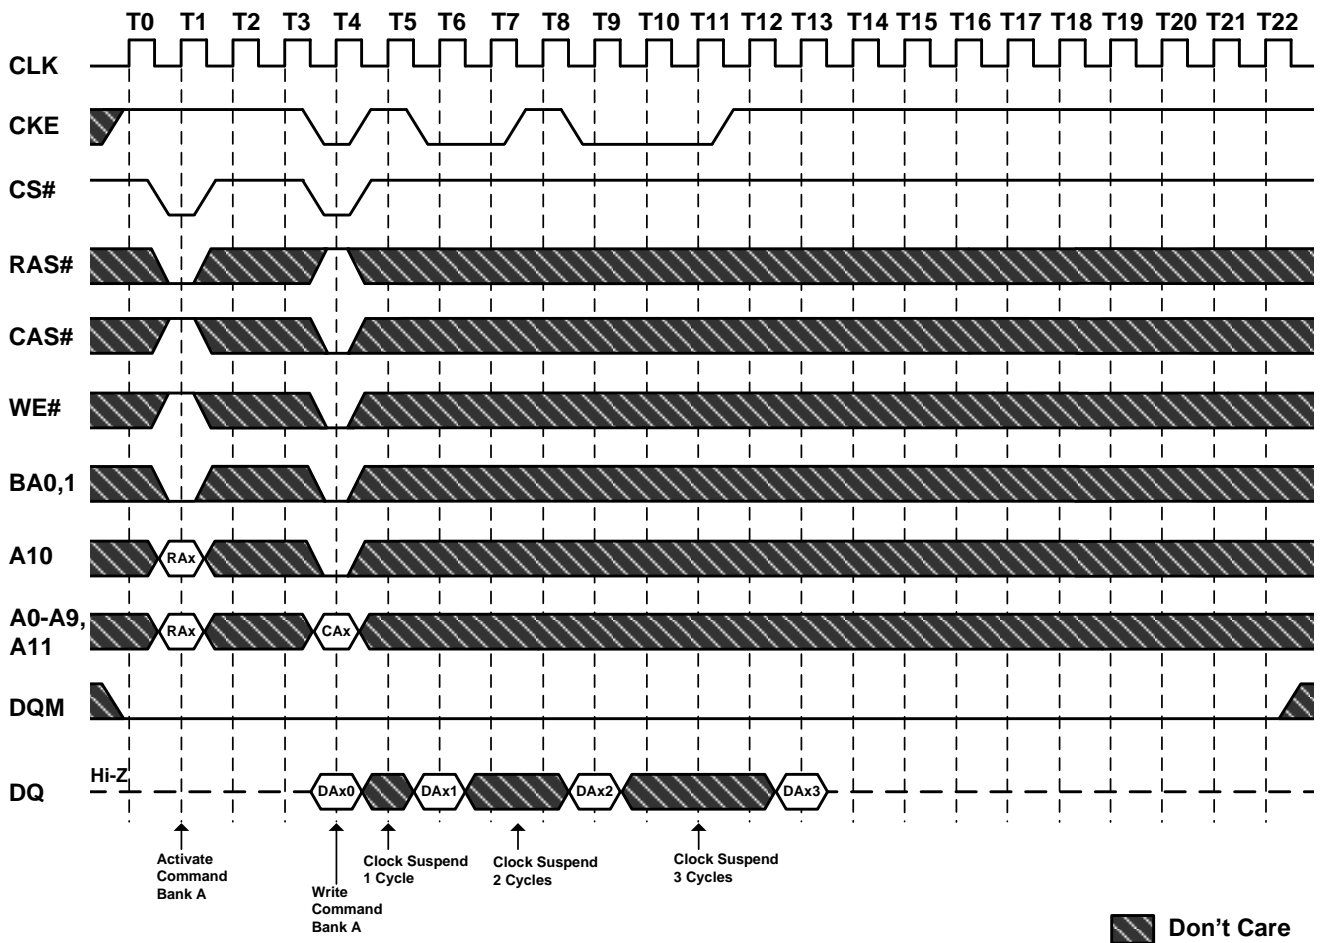 T0 T1 T2 T3 T4 T5 T6 T7 T8 T9 T10 T11 T12 T13 T14 T15 T16 T17 T18 T19 T20 T21 T22
CLK
CKE
CS#
RAS#
CAS#
WE#
BA0,1
A10 RAx
A0-A9, RAx CAx
A11
DQM
Hi-Z
DQ DAx0 DAx1 DAx2 DAx3
Activate
Command
Bank A
Write
Command
Bank A
Clock Suspend
1 Cycle
Clock Suspend
2 Cycles
Clock Suspend
3 Cycles
Don't Care